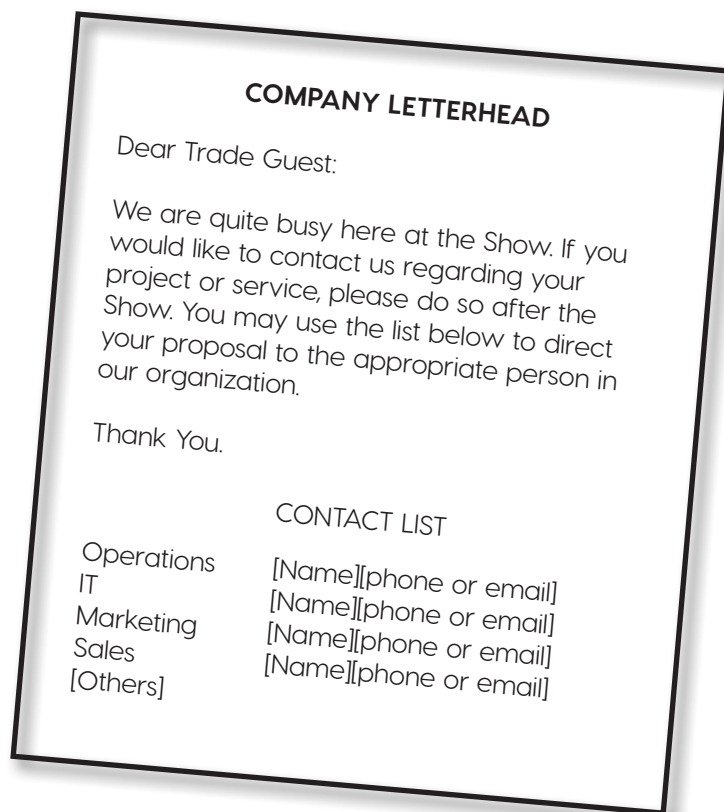 COMPANY LETTERHEAD
Dear Trade Guest:
We are quite busy here at the Show. If you
would like to contact us regarding your
project or service, please do so after the
Show. You may use the list below to direct
your proposal to the appropriate person in
our organization.
Thank You.
CONTACT LIST
Operations [Name][phone or email]
IT [Name][phone or email]
Marketing [Name][phone or email]
Sales [Name][phone or email]
[Others]